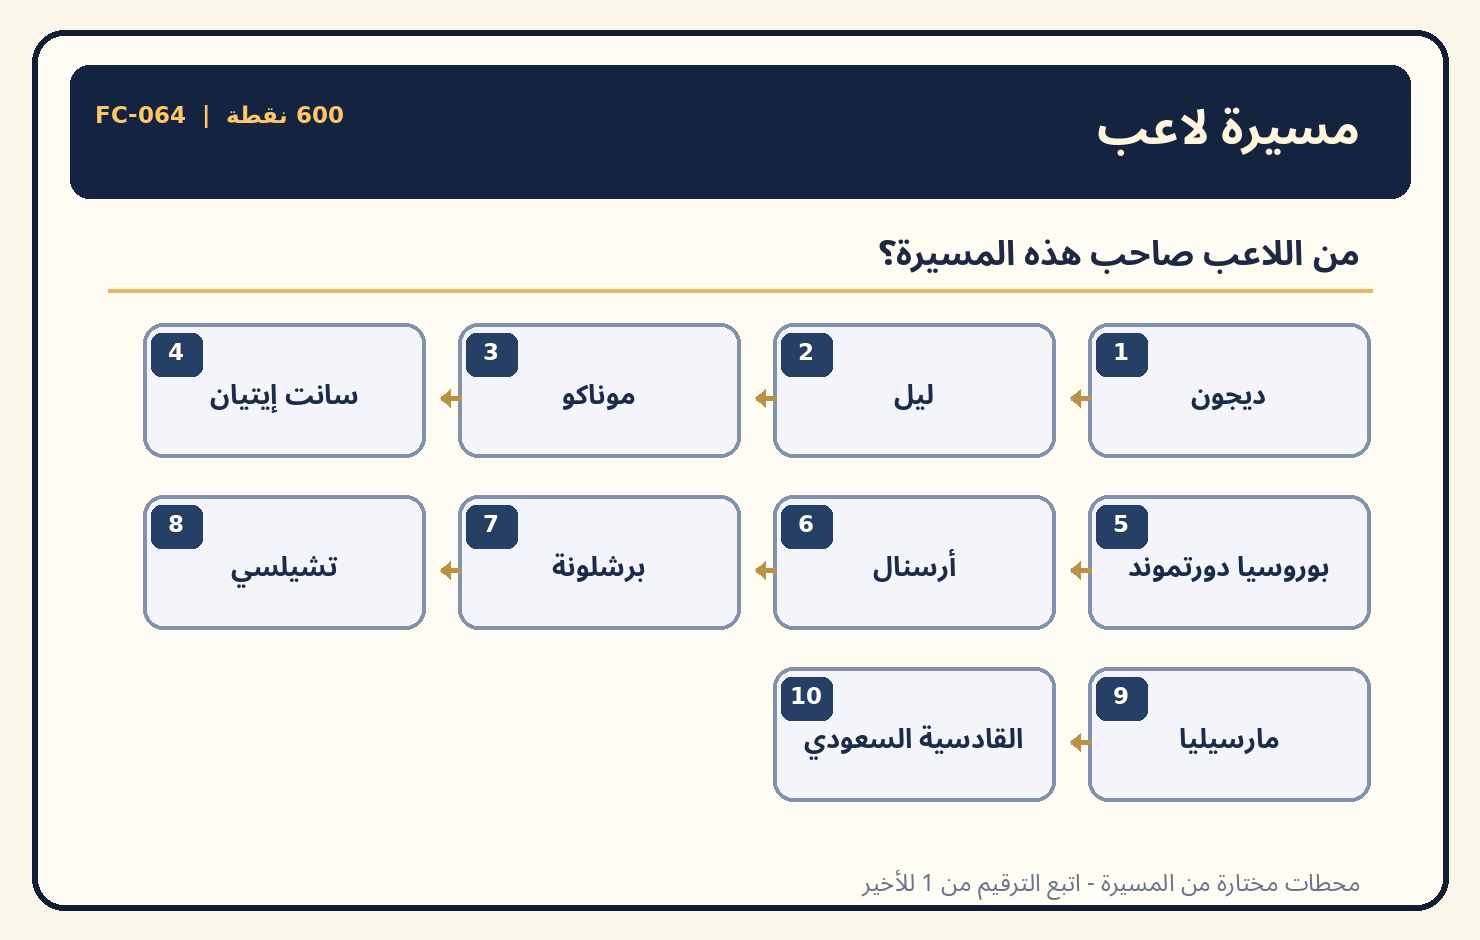 مسيرة لاعب
600 نقطة | FC-064
من اللاعب صاحب هذه المسيرة؟
1
ديجون
2
ليل
3
موناكو
4
سانت إيتيان
5
بوروسيا دورتموند
6
أرسنال
7
برشلونة
8
تشيلسي
9
مارسيليا
10
القادسية السعودي
محطات مختارة من المسيرة - اتبع الترقيم من 1 للأخير